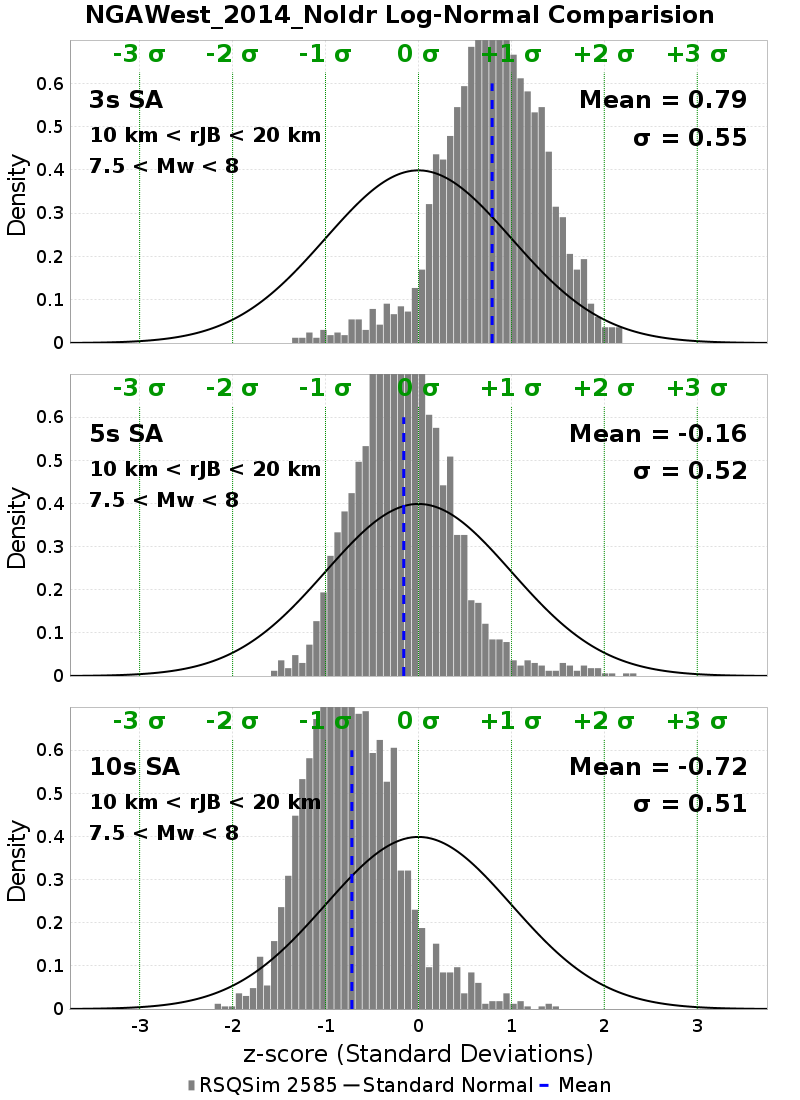 NGAWest_2014_NoIdr Log-Normal Comparision
-3 σ -2 σ -1 σ 0 σ +1 σ +2 σ +3 σ
3s SA
Mean = 0.79
10 km < rJB < 20 km
σ = 0.55
7.5 < Mw < 8
Density
0.6
0.5
0.4
0.3
0.2
0.1
0
-3 σ -2 σ -1 σ 0 σ +1 σ +2 σ +3 σ
5s SA
Mean = -0.16
10 km < rJB < 20 km
σ = 0.52
7.5 < Mw < 8
Density
0.6
0.5
0.4
0.3
0.2
0.1
0
-3 σ -2 σ -1 σ 0 σ +1 σ +2 σ +3 σ
10s SA
Mean = -0.72
10 km < rJB < 20 km
σ = 0.51
7.5 < Mw < 8
Density
0.6
0.5
0.4
0.3
0.2
0.1
0
-3 -2 -1 0 1 2 3
z-score (Standard Deviations)
RSQSim 2585 Standard Normal Mean